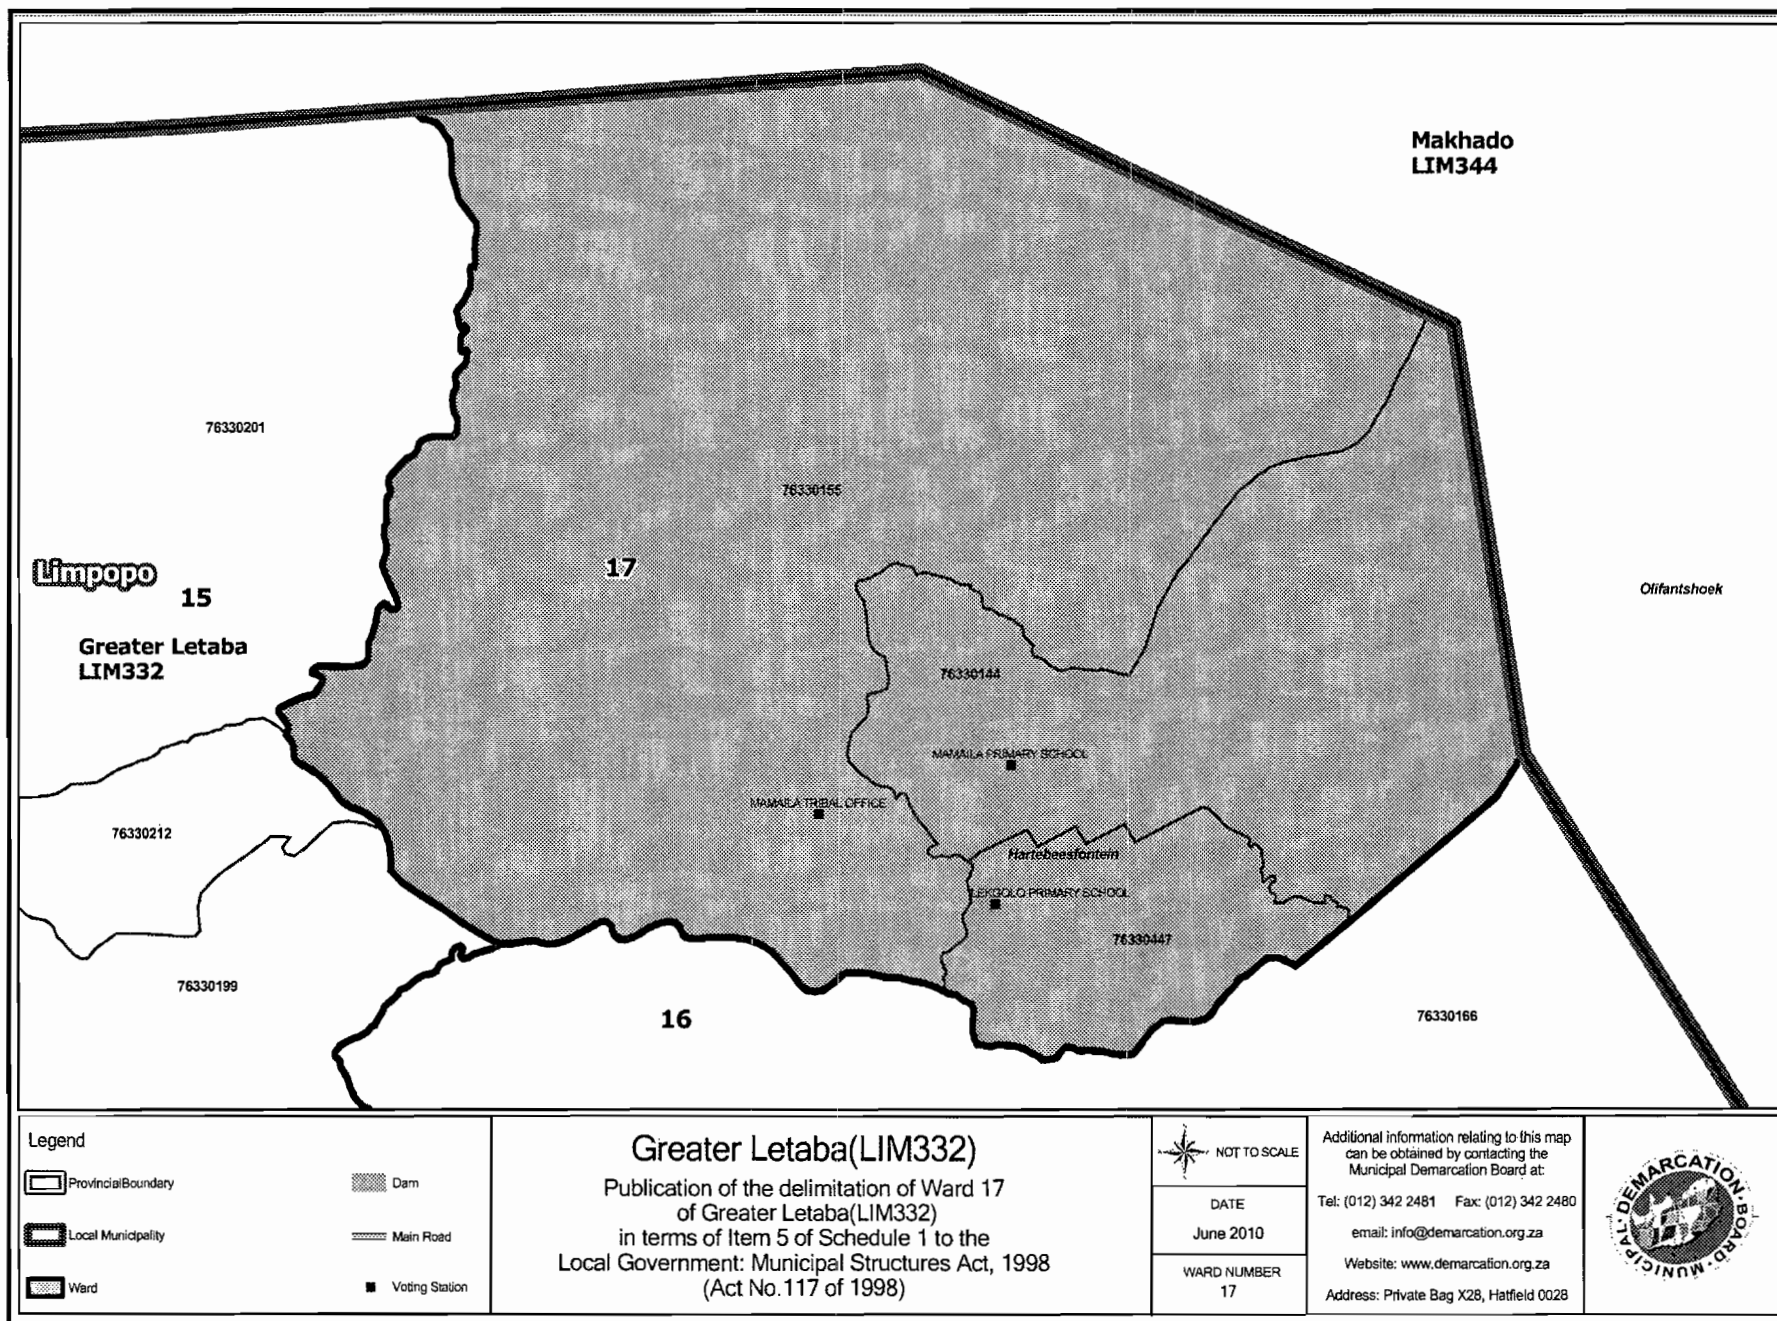 Makhado
LIM344
76330201
76330155
Limpopo
15
17
Olifantshoek
Greater Letaba
LIM332
76330144
MAMAILA PRIMARY SCHOOL
MAMAILA TRIBAL OFFICE
76330212
Hartebeesfontein
LEKGOLO PRIMARY SCHOOL
76330447
76330199
16
76330166
Legend
ProvincialBoundary
Dam
Local Municipality
Main Road
Ward
Voting Station
Greater Letaba(LIM332)
Publication of the delimitation of Ward 17
of Greater Letaba(LIM332)
in terms of Item 5 of Schedule 1 to the
Local Government: Municipal Structures Act, 1998
(Act No.117 of 1998)
NOT TO SCALE
DATE
June 2010
WARD NUMBER
17
Additional information relating to this map
can be obtained by contacting the
Municipal Demarcation Board at:
Tel: (012) 342 2481 Fax: (012) 342 2480
email: info@demarcation.org.za
Website: www.demarcation.org.za
Address: Private Bag X28, Hatfield 0028
MUNICIPAL DEMARCATION BOARD